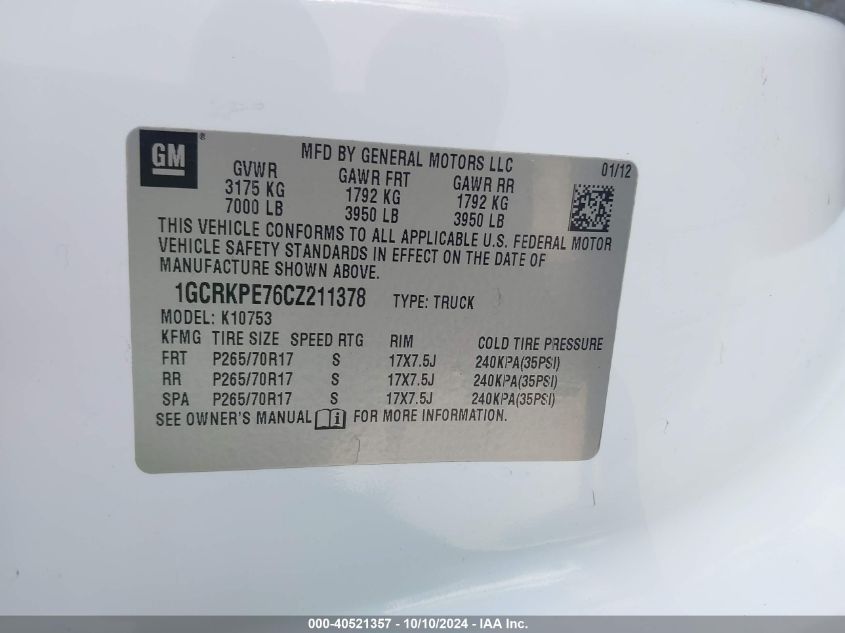 GM®
MFD BY GENERAL MOTORS LLC 01/12
GVWR GAWR FRT GAWR RR
3175 KG 1792 KG 1792 KG
7000 LB 3950 LB 3950 LB
THIS VEHICLE CONFORMS TO ALL APPLICABLE U.S. FEDERAL MOTOR
VEHICLE SAFETY STANDARDS IN EFFECT ON THE DATE OF
MANUFACTURE SHOWN ABOVE.
1GCRKPE76CZ211378 TYPE: TRUCK
MODEL: K10753
KFMG TIRE SIZE SPEED RTG RIM COLD TIRE PRESSURE
FRT P265/70R17 S 17X7.5J 240KPA(35PSI)
RR P265/70R17 S 17X7.5J 240KPA(35PSI)
SPA P265/70R17 S 17X7.5J 240KPA(35PSI)
SEE OWNER'S MANUAL FOR MORE INFORMATION.
000-40521357 - 10/10/2024 - IAA Inc.